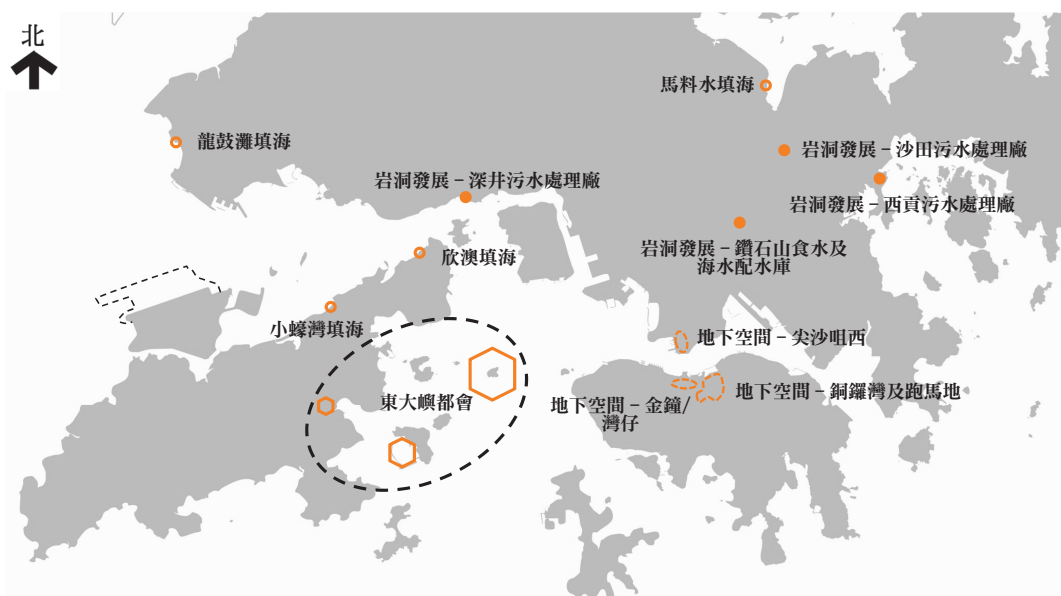 北
馬料水填海
龍鼓灘填海
岩洞發展－沙田污水處理廠
岩洞發展－深井污水處理廠
岩洞發展－西貢污水處理廠
岩洞發展－鑽石山食水及
海水配水庫
欣澳填海
小蠔灣填海
地下空間－尖沙咀西
東大嶼都會
地下空間－金鐘/
灣仔
地下空間－銅鑼灣及跑馬地